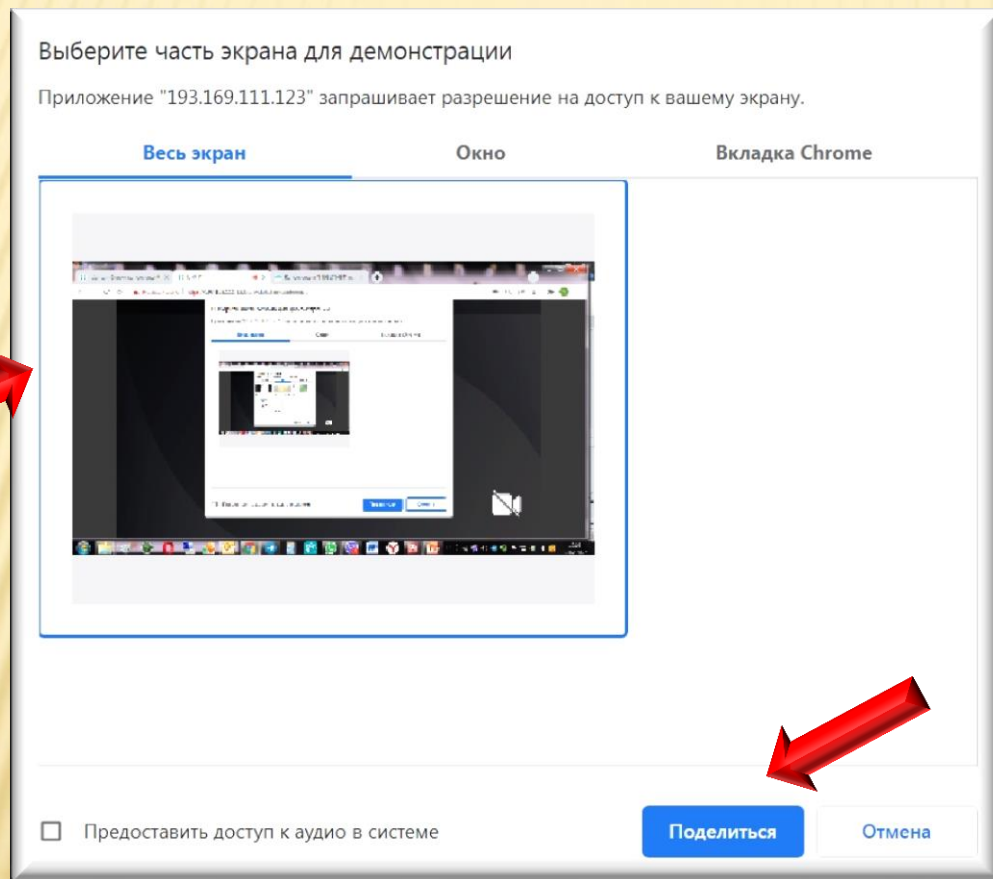 Выберите часть экрана для демонстрации
Приложение "193.169.111.123" запрашивает разрешение на доступ к вашему экрану.
Весь экран Окно Вкладка Chrome
Предоставить доступ к аудио в системе Поделиться Отмена